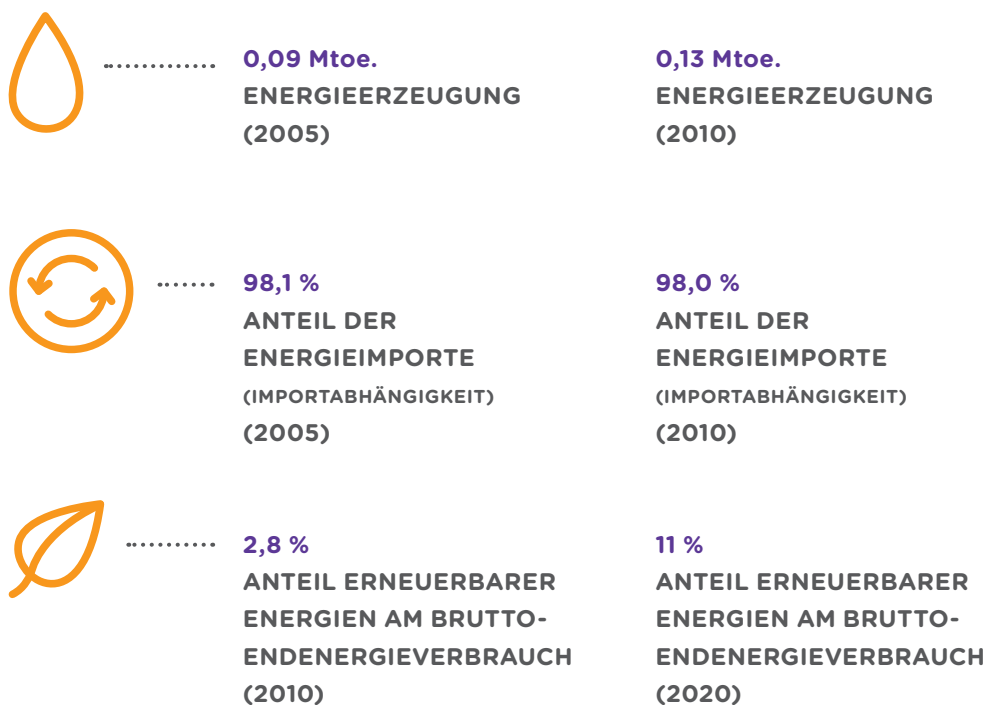 0,09 Mtoe.
ENERGIEERZEUGUNG
(2005)
0,13 Mtoe.
ENERGIEERZEUGUNG
(2010)
98,1 %
ANTEIL DER
ENERGIEIMPORTE
(IMPORTABHÄNGIGKEIT)
(2005)
98,0 %
ANTEIL DER
ENERGIEIMPORTE
(IMPORTABHÄNGIGKEIT)
(2010)
2,8 %
ANTEIL ERNEUERBARER
ENERGIEN AM BRUTTO-
ENDENERGIEVERBRAUCH
(2010)
11 %
ANTEIL ERNEUERBARER
ENERGIEN AM BRUTTO-
ENDENERGIEVERBRAUCH
(2020)